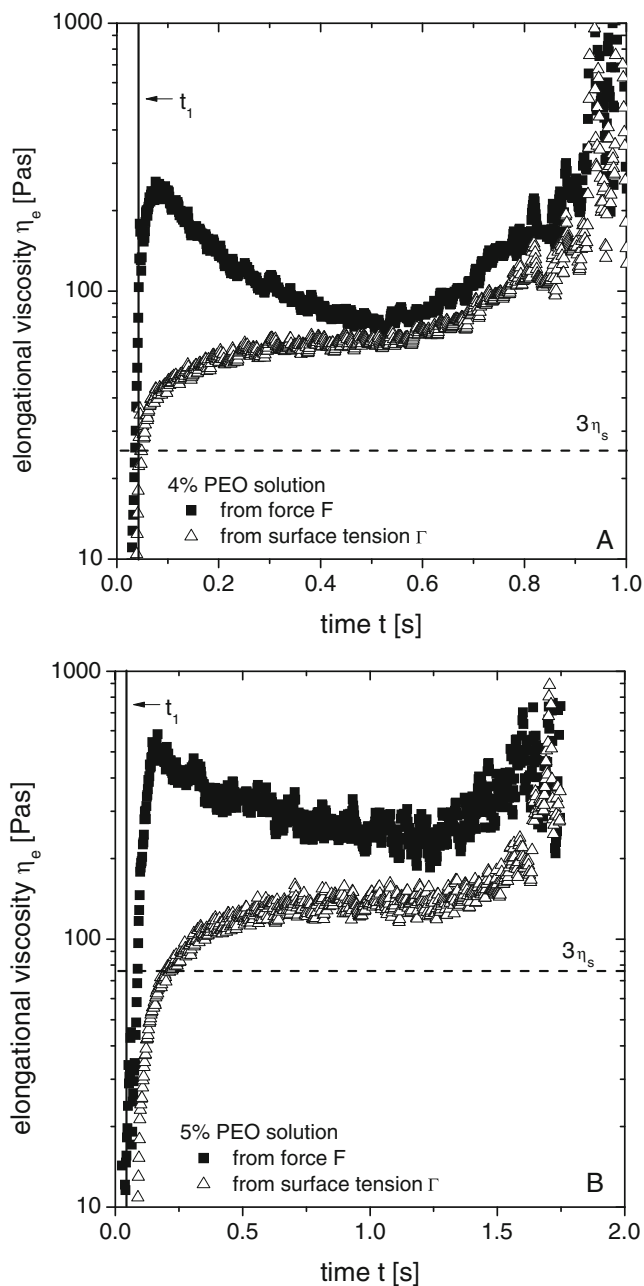 1000
t₁
elongational viscosity ηₑ [Pas]
100
3ηₛ
4% PEO solution
from force F
from surface tension Γ
A
10
0.0 0.2 0.4 0.6 0.8 1.0
time t [s]
1000
t₁
elongational viscosity ηₑ [Pas]
100
3ηₛ
5% PEO solution
from force F
from surface tension Γ
B
10
0.0 0.5 1.0 1.5 2.0
time t [s]